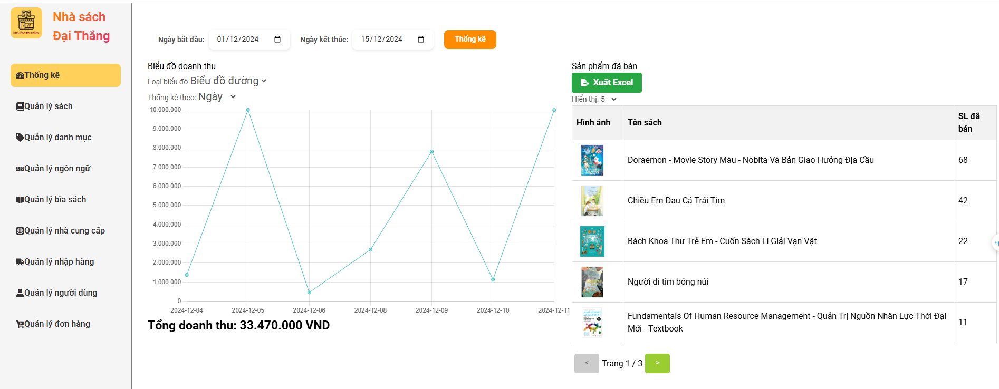 NHÀ SÁCH ĐẠI THẮNG
Nhà sách
Đại Thắng
Thống kê
Quản lý sách
Quản lý danh mục
Quản lý ngôn ngữ
Quản lý bìa sách
Quản lý nhà cung cấp
Quản lý nhập hàng
Quản lý người dùng
Quản lý đơn hàng
Ngày bắt đầu: 01/12/2024 Ngày kết thúc: 15/12/2024 Thống kê
Biểu đồ doanh thu
Loại biểu đò Biểu đồ đường
Thống kê theo: Ngày
10.000.000
9.000.000
8.000.000
7.000.000
6.000.000
5.000.000
4.000.000
3.000.000
2.000.000
1.000.000
0
2024-12-04 2024-12-05 2024-12-06 2024-12-08 2024-12-09 2024-12-10 2024-12-11
Tổng doanh thu: 33.470.000 VND
Sản phẩm đã bán
Xuất Excel
Hiển thị: 5
Hình ảnh Tên sách SL đã
bán
Doraemon - Movie Story Màu - Nobita Và Bản Giao Hưởng Địa Cầu 68
Chiều Em Đau Cả Trái Tim 42
Bách Khoa Thư Trẻ Em - Cuốn Sách Lí Giải Vạn Vật 22
Người đi tìm bóng núi 17
Fundamentals Of Human Resource Management - Quản Trị Nguồn Nhân Lực Thời Đại
Mới - Textbook 11
< Trang 1 / 3 >